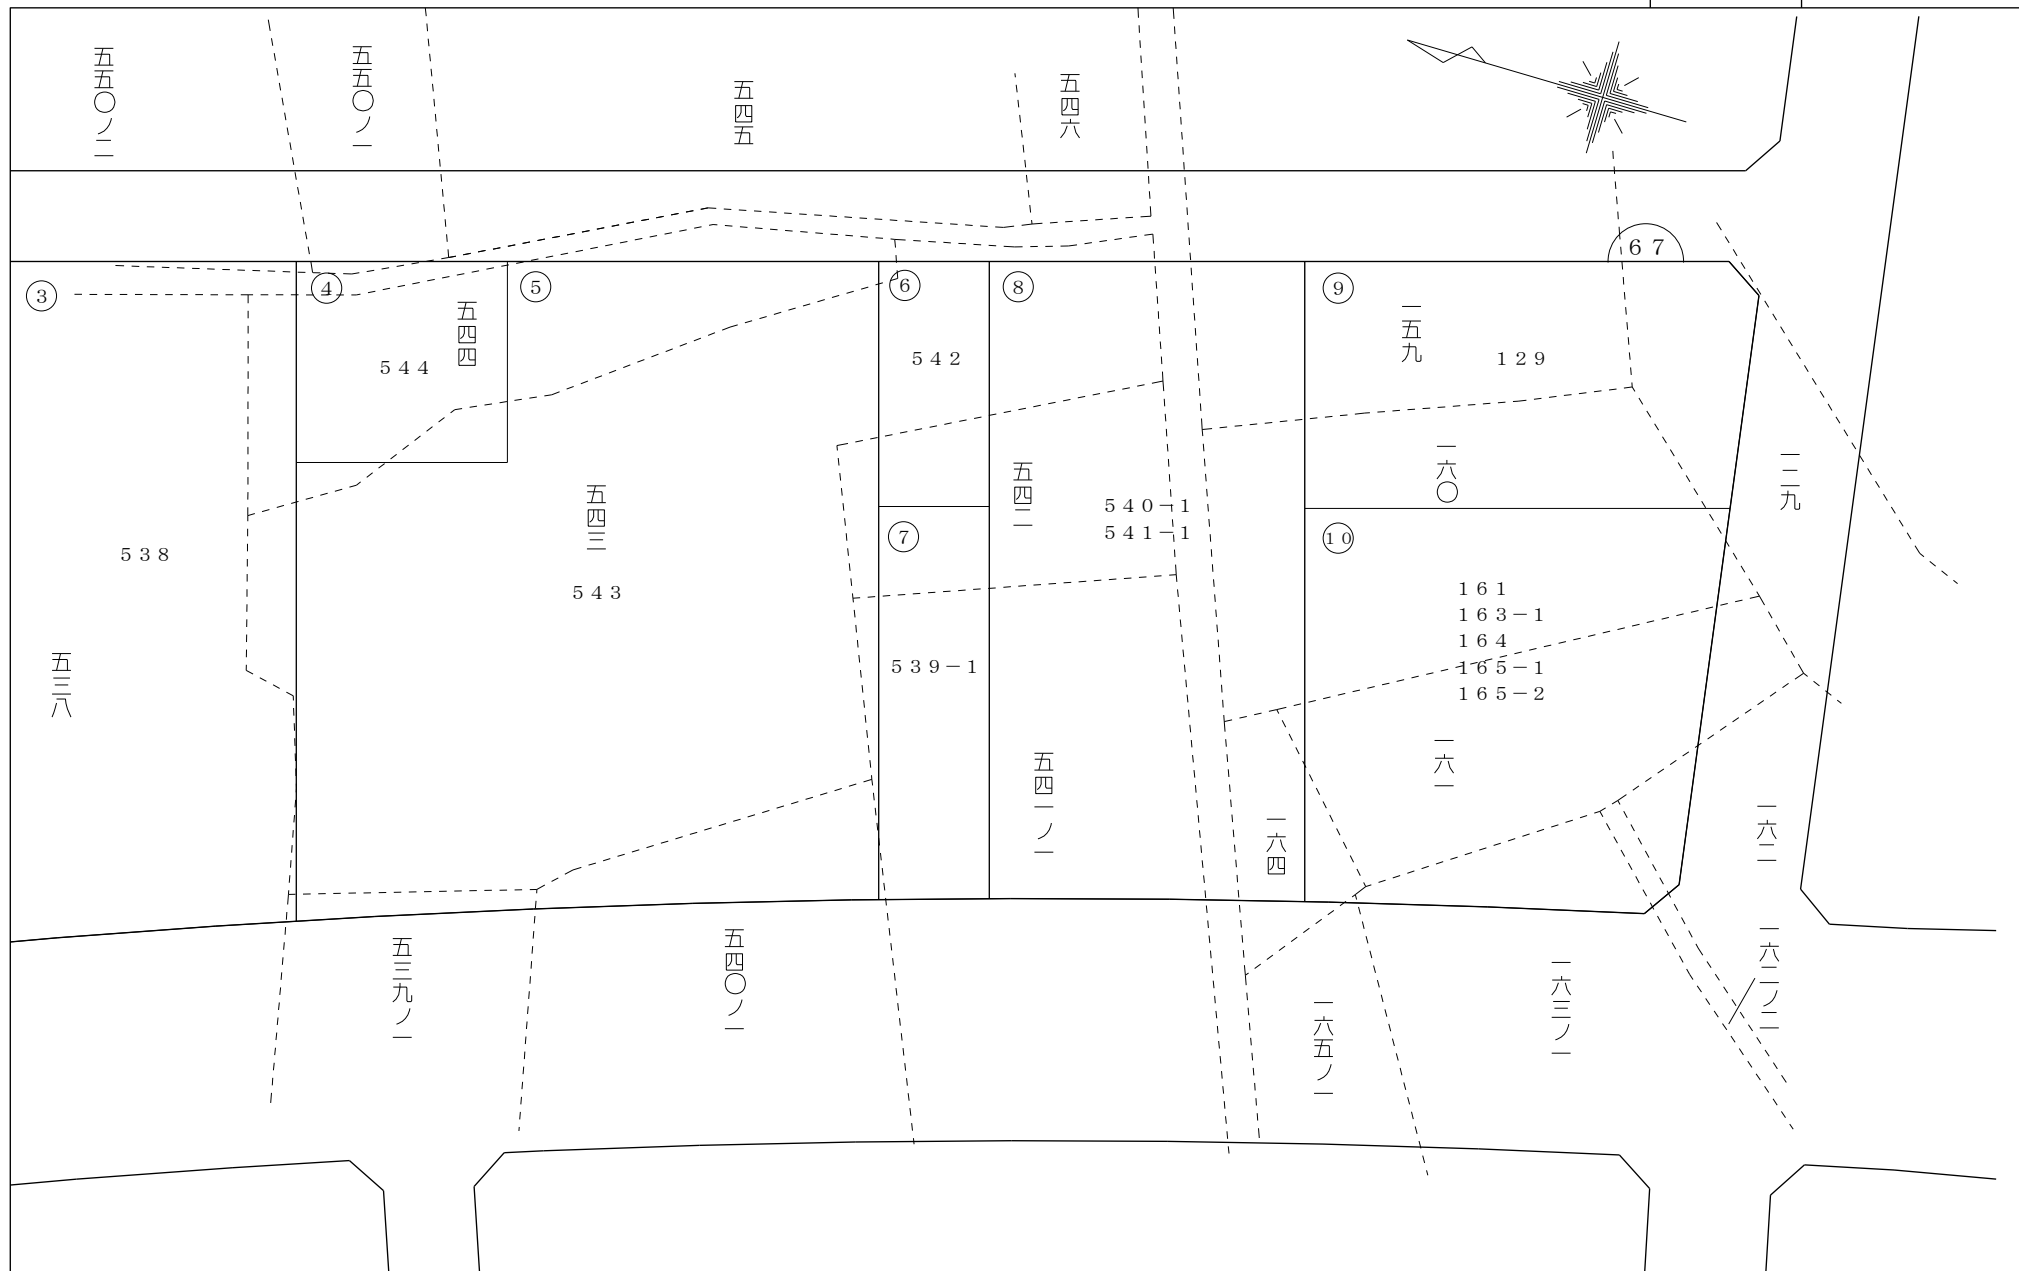 五五〇ノ二
五五〇ノ一
五四五
五四六
６７
③
④
⑤
⑥
⑧
⑨
五四四
５４４
５４２
一五九
１２９
５３８
五四三
５４３
⑦
五四二
５４０－１
５４１－１
一六〇
⑩
一二九
１６１
１６３－１
１６４
１６５－１
１６５－２
５３９－１
五三八
五四一ノ一
一六四
一六一
一六二
五三九ノ一
五四〇ノ一
一六五ノ一
一六三ノ一
一六二ノ二